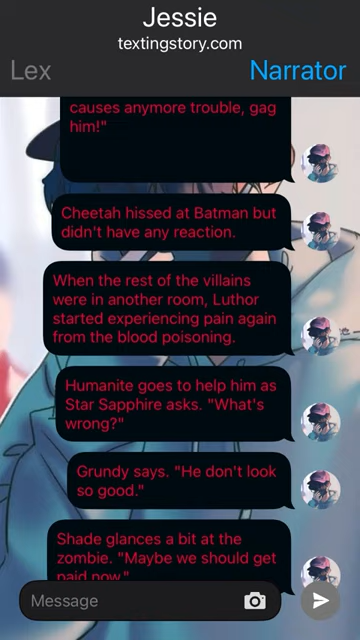 Jessie
textingstory.com
Lex
Narrator
causes anymore trouble, gag
him!"
Cheetah hissed at Batman but
didn't have any reaction.
When the rest of the villains
were in another room, Luthor
started experiencing pain again
from the blood poisoning.
Humanite goes to help him as
Star Sapphire asks. "What's
wrong?"
Grundy says. "He don't look
so good."
Shade glances a bit at the
zombie. "Maybe we should get
paid now."
Message